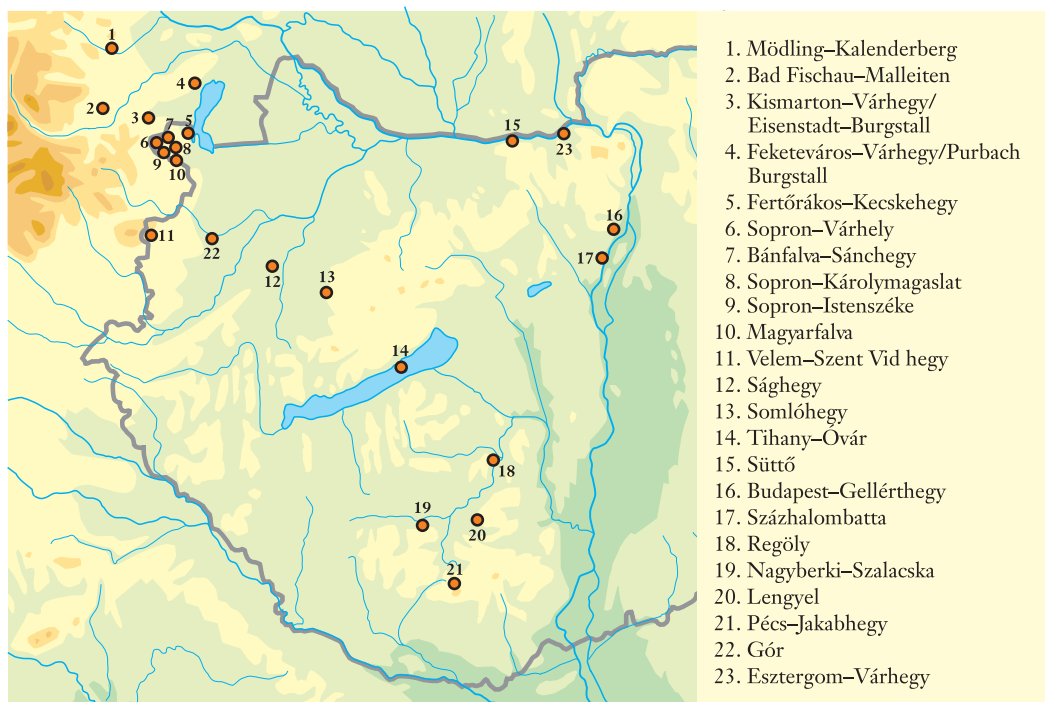 1
2
3
4
5
6
7
8
9
10
11
12
13
14
15
16
17
18
19
20
21
22
23
1. Mödling–Kalenderberg
2. Bad Fischau–Malleiten
3. Kismarton–Várhegy/
Eisenstadt–Burgstall
4. Feketeváros–Várhegy/Purbach
Burgstall
5. Fertőrákos–Kecskehegy
6. Sopron–Várhely
7. Bánfalva–Sánchegy
8. Sopron–Károlymagaslat
9. Sopron–Istenszéke
10. Magyarfalva
11. Velem–Szent Vid hegy
12. Sághegy
13. Somlóhegy
14. Tihany–Óvár
15. Süttő
16. Budapest–Gellérthegy
17. Százhalombatta
18. Regöly
19. Nagyberki–Szalacska
20. Lengyel
21. Pécs–Jakabhegy
22. Gór
23. Esztergom–Várhegy